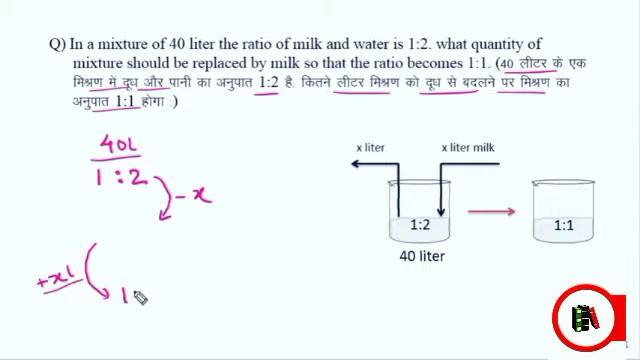 Q) In a mixture of 40 liter the ratio of milk and water is 1:2. what quantity of
mixture should be replaced by milk so that the ratio becomes 1:1. (40 लीटर के एक
मिश्रण में दूध और पानी का अनुपात 1:2 है. कितने लीटर मिश्रण को दूध से बदलने पर मिश्रण का
अनुपात 1:1 होगा .)
40L
1 : 2
- x
+xl
1
x liter
x liter milk
1:2
1:1
40 liter